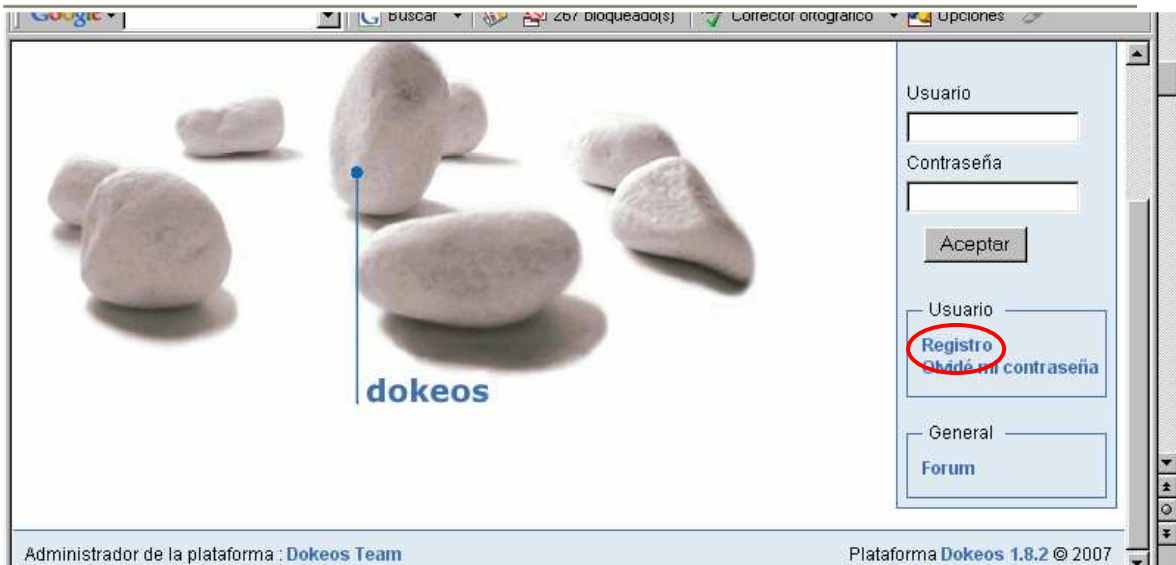 Google
Buscar
267 bloqueado(s)
Corrector ortográfico
Opciones
Usuario
Contraseña
Aceptar
Usuario
Registro
Olvidé mi contraseña
General
Forum
dokeos
Administrador de la plataforma : Dokeos Team
Plataforma Dokeos 1.8.2 © 2007